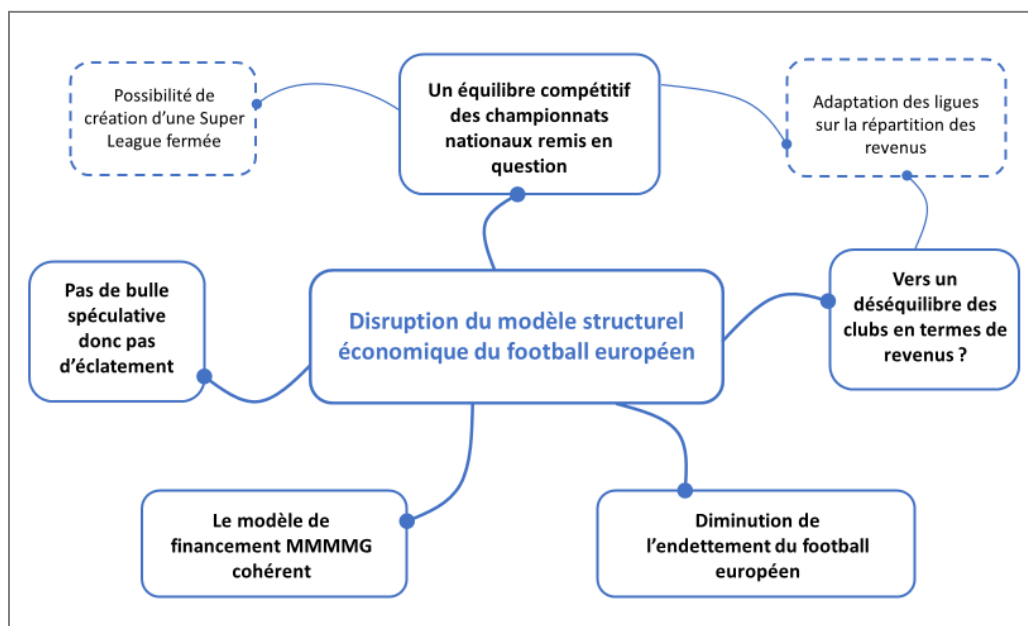 Possibilité de
création d'une Super
League fermée
Un équilibre compétitif
des championnats
nationaux remis en
question
Adaptation des ligues
sur la répartition des
revenus
Pas de bulle
spéculative
donc pas
d'éclatement
Disruption du modèle structurel
économique du football européen
Vers un
déséquilibre des
clubs en termes de
revenus ?
Le modèle de
financement MMMMG
cohérent
Diminution de
l'endettement du football
européen